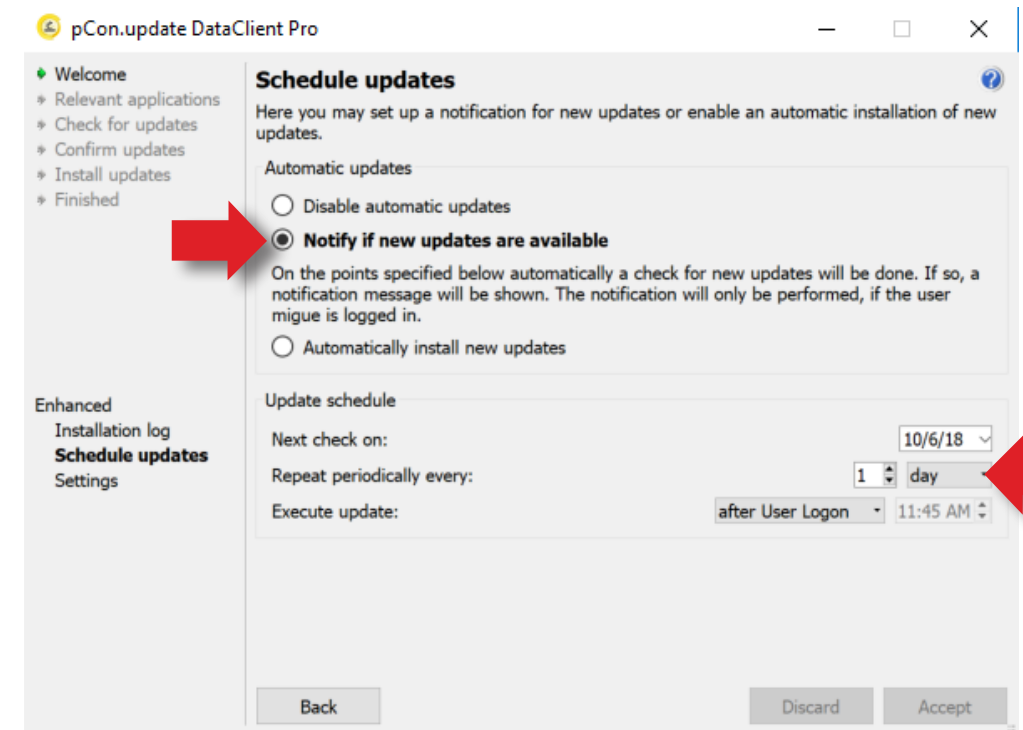 pCon.update DataClient Pro
Welcome
Relevant applications
Check for updates
Confirm updates
Install updates
Finished
Enhanced
Installation log
Schedule updates
Settings
Schedule updates
Here you may set up a notification for new updates or enable an automatic installation of new
updates.
Automatic updates
Disable automatic updates
Notify if new updates are available
On the points specified below automatically a check for new updates will be done. If so, a
notification message will be shown. The notification will only be performed, if the user
migue is logged in.
Automatically install new updates
Update schedule
Next check on: 10/6/18
Repeat periodically every: 1 day
Execute update: after User Logon 11:45 AM
Back Discard Accept